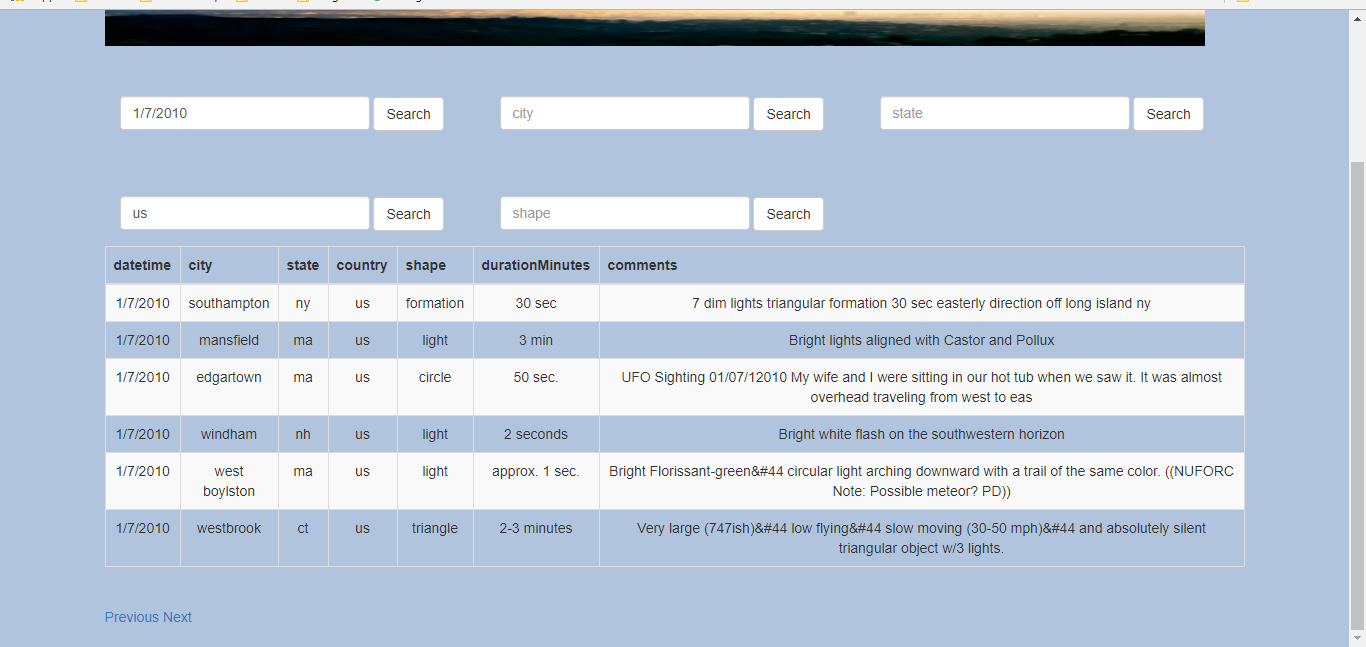 1/7/2010 Search city Search state Search
us Search shape Search
datetime city state country shape durationMinutes comments
1/7/2010 southampton ny us formation 30 sec 7 dim lights triangular formation 30 sec easterly direction off long island ny
1/7/2010 mansfield ma us light 3 min Bright lights aligned with Castor and Pollux
1/7/2010 edgartown ma us circle 50 sec. UFO Sighting 01/07/12010 My wife and I were sitting in our hot tub when we saw it. It was almost
overhead traveling from west to eas
1/7/2010 windham nh us light 2 seconds Bright white flash on the southwestern horizon
1/7/2010 west ma us light approx. 1 sec. Bright Florissant-green&#44 circular light arching downward with a trail of the same color. ((NUFORC
boylston Note: Possible meteor? PD))
1/7/2010 westbrook ct us triangle 2-3 minutes Very large (747ish)&#44 low flying&#44 slow moving (30-50 mph)&#44 and absolutely silent
triangular object w/3 lights.
Previous Next